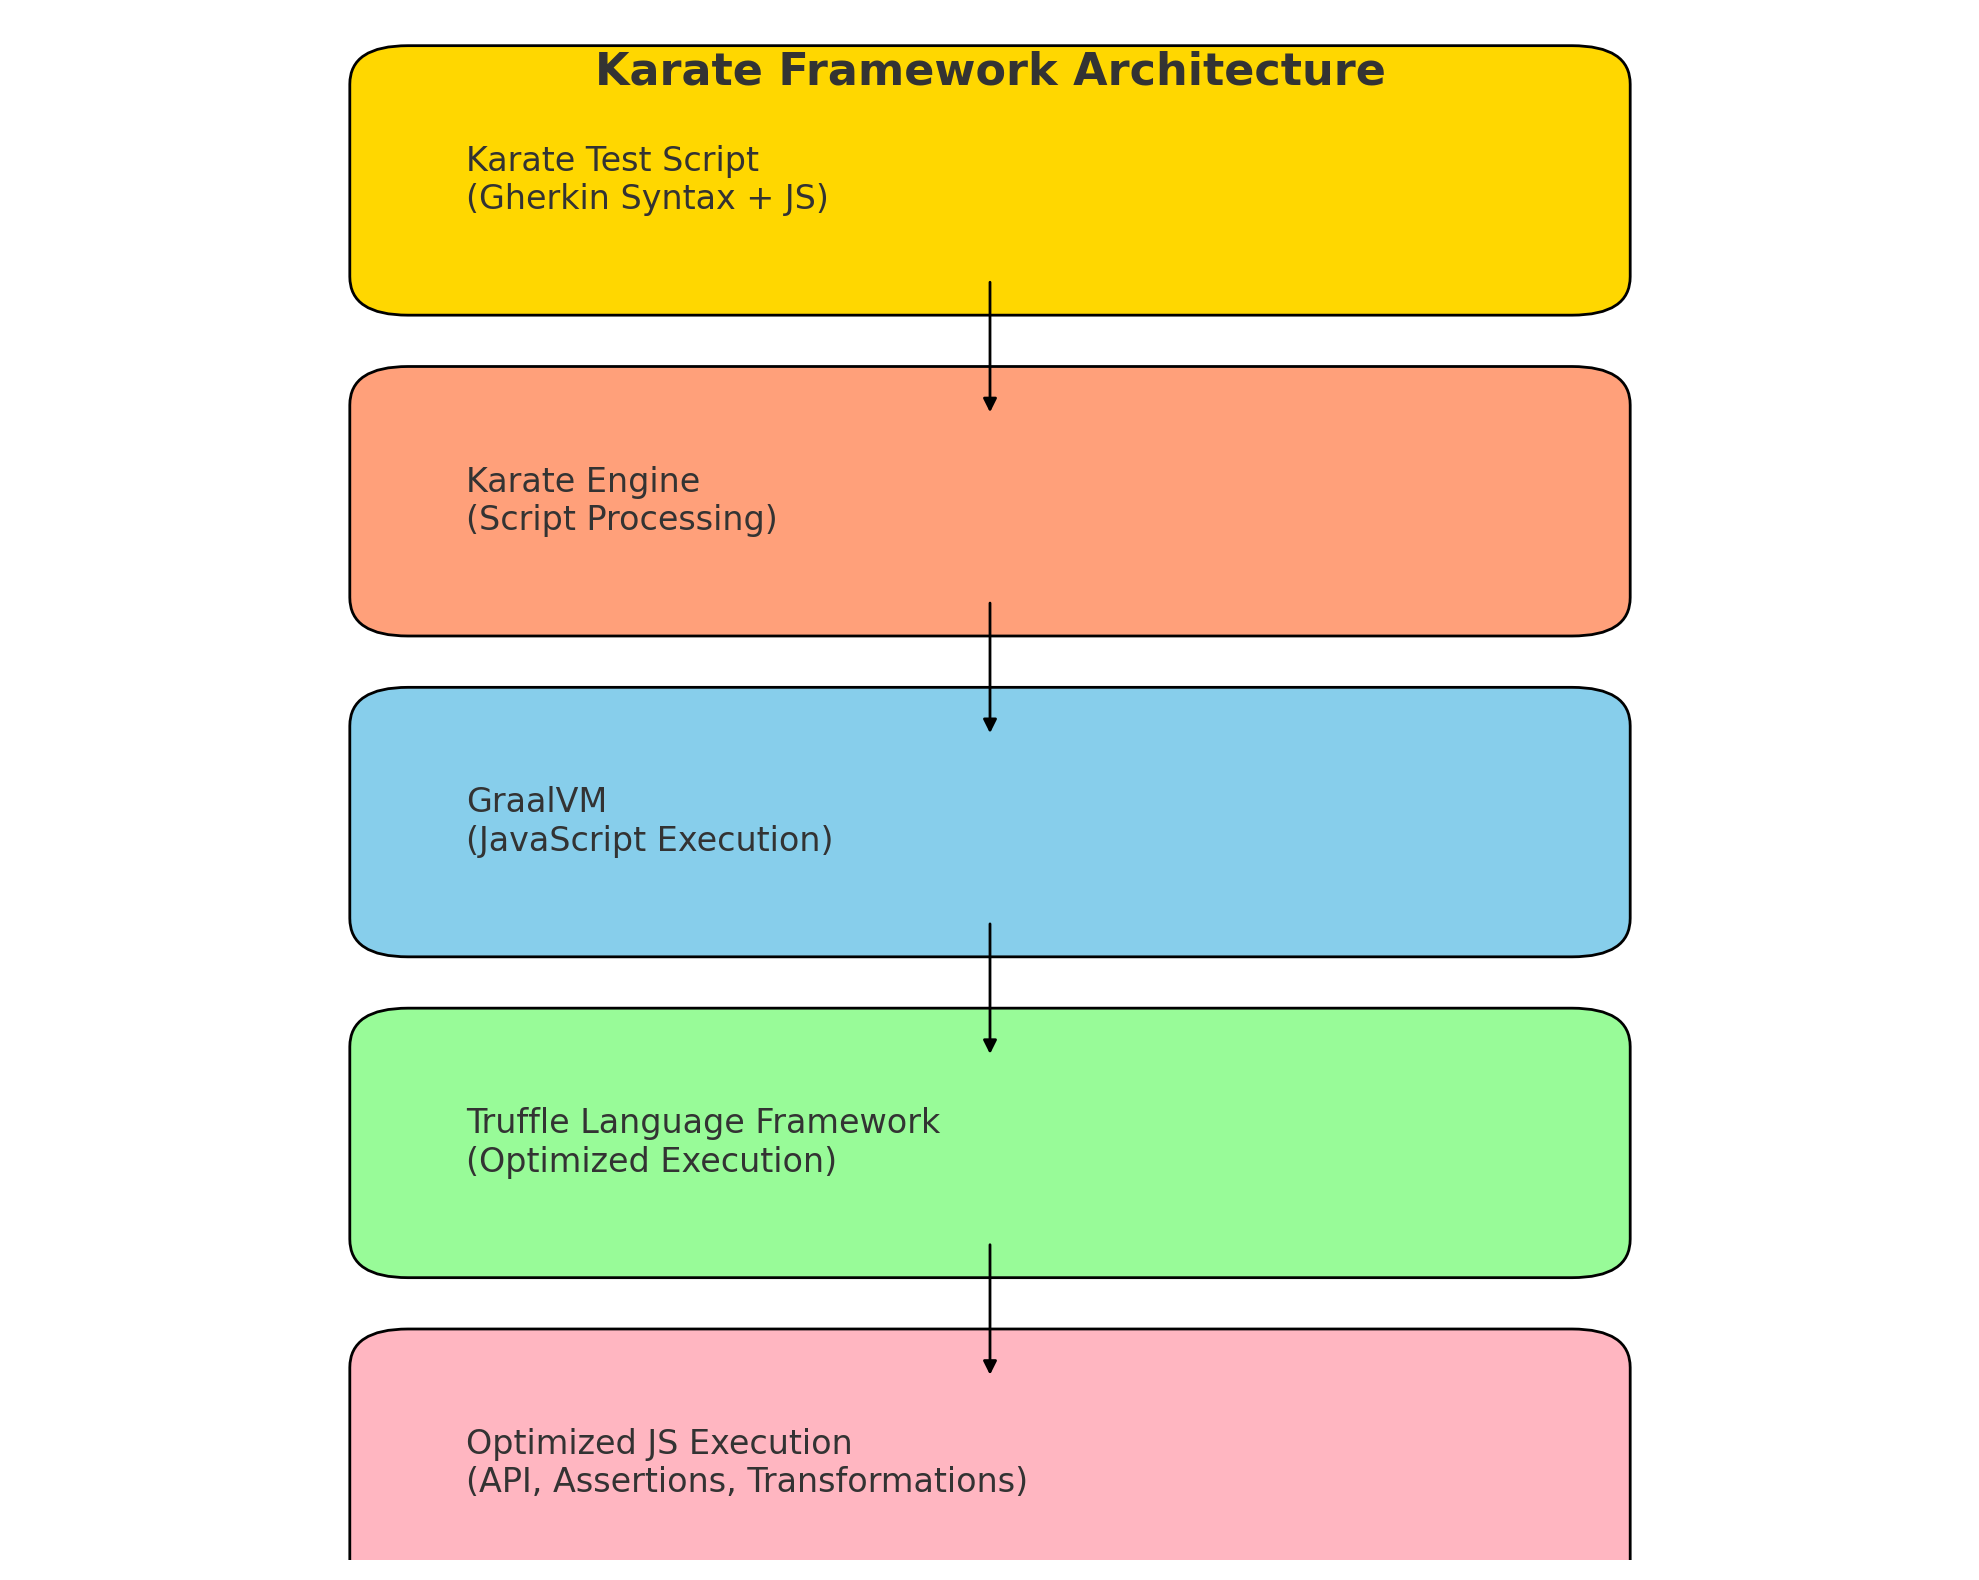 Karate Framework Architecture
Karate Test Script
(Gherkin Syntax + JS)
Karate Engine
(Script Processing)
GraalVM
(JavaScript Execution)
Truffle Language Framework
(Optimized Execution)
Optimized JS Execution
(API, Assertions, Transformations)